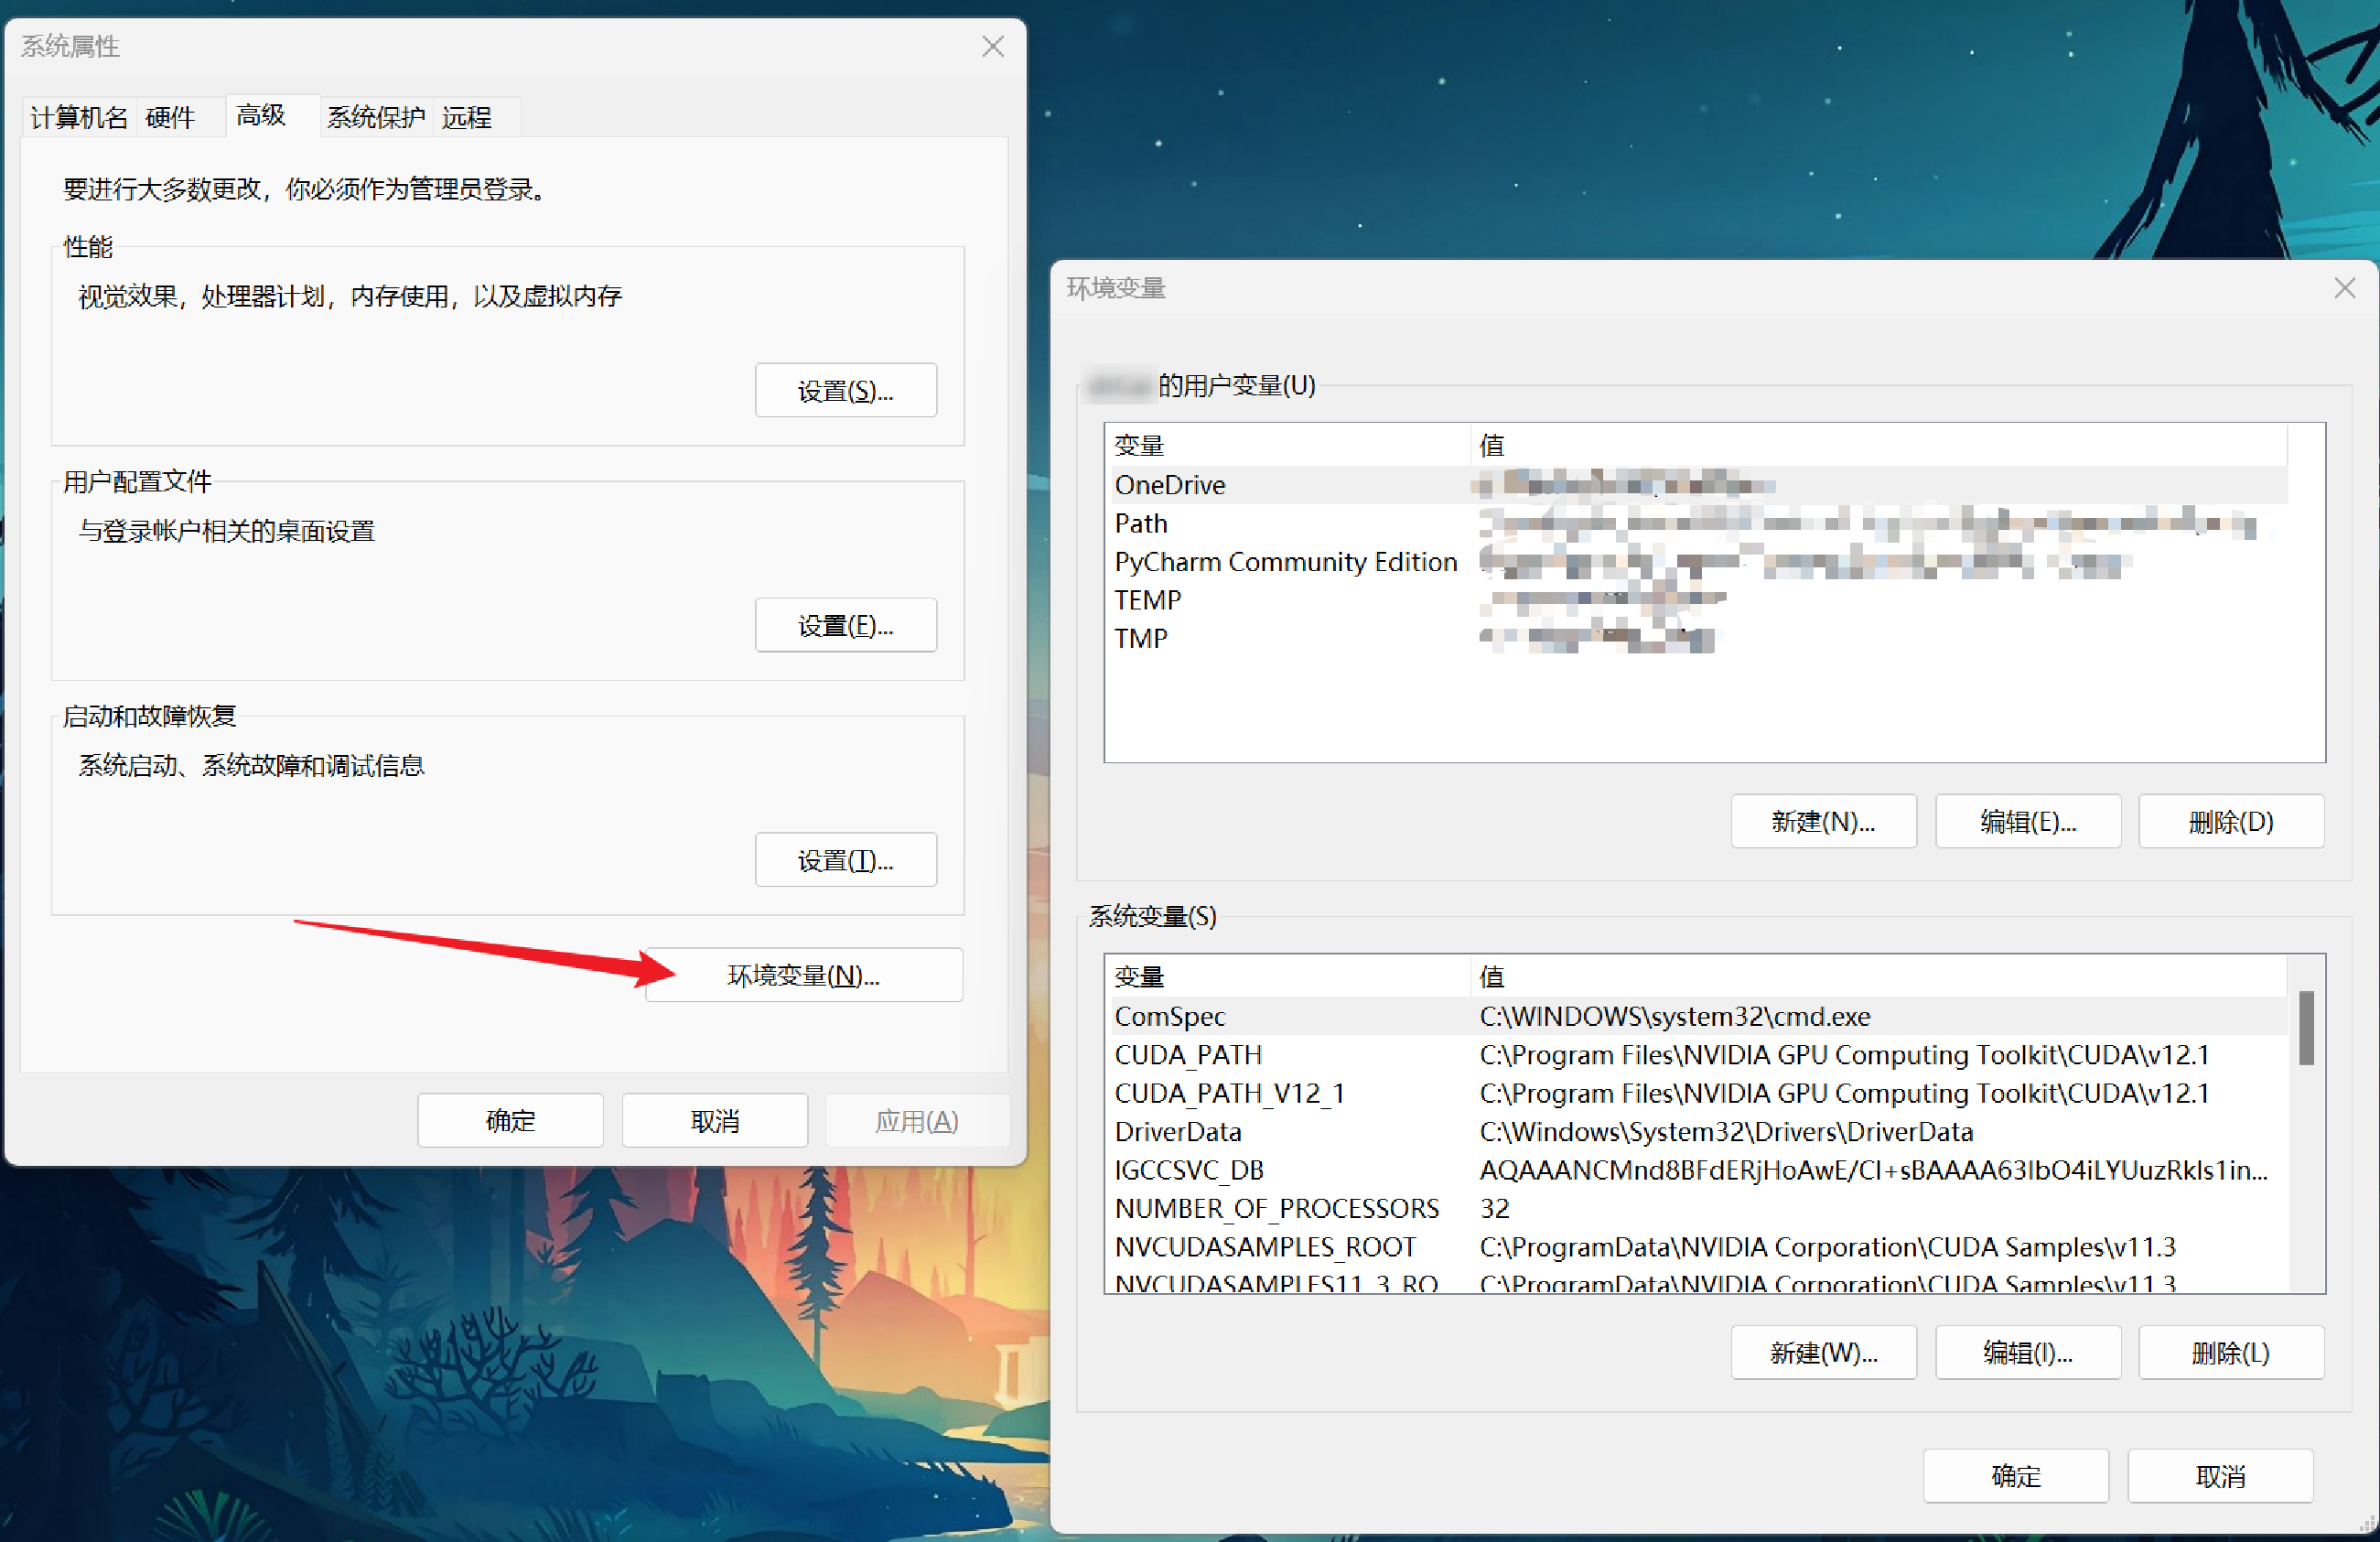 系统属性
计算机名 硬件 高级 系统保护 远程
要进行大多数更改，你必须作为管理员登录。
性能
视觉效果，处理器计划，内存使用，以及虚拟内存
设置(S)...
用户配置文件
与登录帐户相关的桌面设置
设置(E)...
启动和故障恢复
系统启动、系统故障和调试信息
设置(T)...
环境变量(N)...
确定 取消 应用(A)
环境变量
的用户变量(U)
变量 值
OneDrive
Path
PyCharm Community Edition
TEMP
TMP
新建(N)... 编辑(E)... 删除(D)
系统变量(S)
变量 值
ComSpec C:\WINDOWS\system32\cmd.exe
CUDA_PATH C:\Program Files\NVIDIA GPU Computing Toolkit\CUDA\v12.1
CUDA_PATH_V12_1 C:\Program Files\NVIDIA GPU Computing Toolkit\CUDA\v12.1
DriverData C:\Windows\System32\Drivers\DriverData
IGCCSVC_DB AQAAANCMnd8BFdERjHoAwE/Cl+sBAAAA63lbO4iLYUuzRkls1in...
NUMBER_OF_PROCESSORS 32
NVCUDASAMPLES_ROOT C:\ProgramData\NVIDIA Corporation\CUDA Samples\v11.3
NVCUDASAMPLES11_3_RO C:\ProgramData\NVIDIA Corporation\CUDA Samples\v11.3
新建(W)... 编辑(I)... 删除(L)
确定 取消